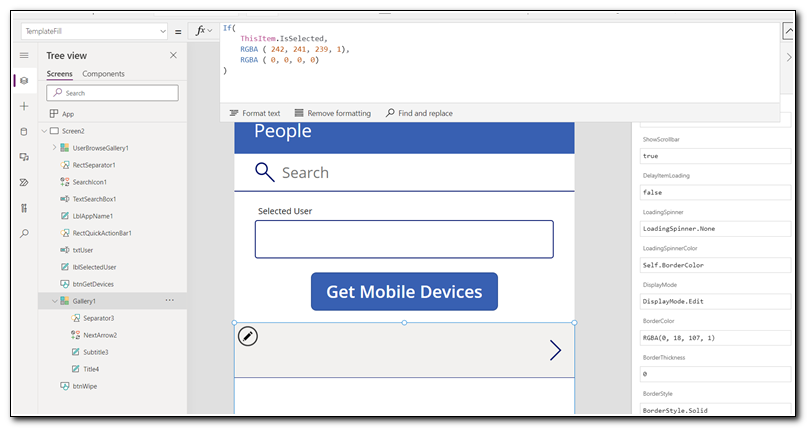 TemplateFill
=
fx
If(
ThisItem.IsSelected,
RGBA ( 242, 241, 239, 1),
RGBA ( 0, 0, 0, 0)
)
Format text
Remove formatting
Find and replace
Tree view
Screens
Components
Search
App
Screen2
UserBrowseGallery1
RectSeparator1
SearchIcon1
TextSearchBox1
LblAppName1
RectQuickActionBar1
txtUser
lblSelectedUser
btnGetDevices
Gallery1
Separator3
NextArrow2
Subtitle3
Title4
btnWipe
People
Search
Selected User
Get Mobile Devices
ShowScrollbar
true
DelayItemLoading
false
LoadingSpinner
LoadingSpinner.None
LoadingSpinnerColor
Self.BorderColor
DisplayMode
DisplayMode.Edit
BorderColor
RGBA(0, 18, 107, 1)
BorderThickness
0
BorderStyle
BorderStyle.Solid